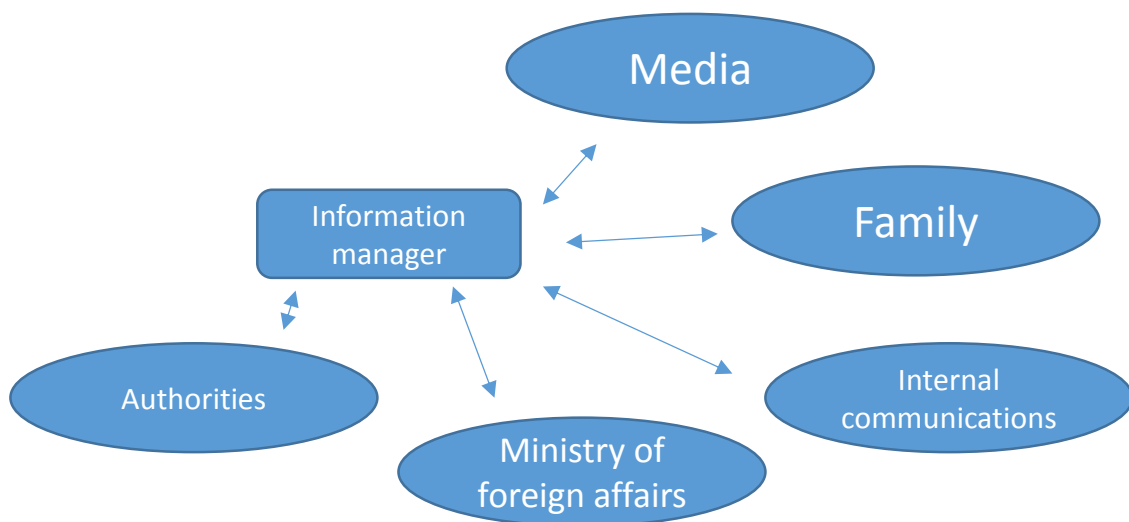 Media
Information
manager
Family
Authorities
Internal
communications
Ministry of
foreign affairs